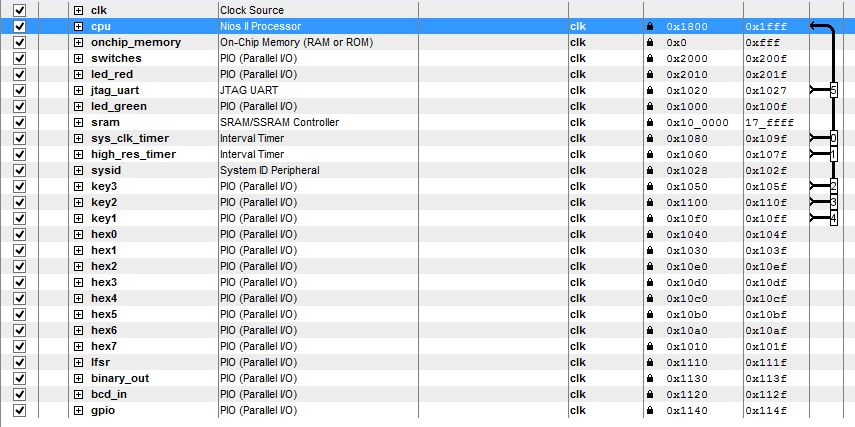 clk Clock Source
cpu Nios II Processor clk 0x1800 0x1fff
onchip_memory On-Chip Memory (RAM or ROM) clk 0x0 0xfff
switches PIO (Parallel I/O) clk 0x2000 0x200f
led_red PIO (Parallel I/O) clk 0x2010 0x201f
jtag_uart JTAG UART clk 0x1020 0x1027 5
led_green PIO (Parallel I/O) clk 0x1000 0x100f
sram SRAM/SSRAM Controller clk 0x10_0000 17_ffff
sys_clk_timer Interval Timer clk 0x1080 0x109f 0
high_res_timer Interval Timer clk 0x1060 0x107f 1
sysid System ID Peripheral clk 0x1028 0x102f
key3 PIO (Parallel I/O) clk 0x1050 0x105f 2
key2 PIO (Parallel I/O) clk 0x1100 0x110f 3
key1 PIO (Parallel I/O) clk 0x10f0 0x10ff 4
hex0 PIO (Parallel I/O) clk 0x1040 0x104f
hex1 PIO (Parallel I/O) clk 0x1030 0x103f
hex2 PIO (Parallel I/O) clk 0x10e0 0x10ef
hex3 PIO (Parallel I/O) clk 0x10d0 0x10df
hex4 PIO (Parallel I/O) clk 0x10c0 0x10cf
hex5 PIO (Parallel I/O) clk 0x10b0 0x10bf
hex6 PIO (Parallel I/O) clk 0x10a0 0x10af
hex7 PIO (Parallel I/O) clk 0x1010 0x101f
lfsr PIO (Parallel I/O) clk 0x1110 0x111f
binary_out PIO (Parallel I/O) clk 0x1130 0x113f
bcd_in PIO (Parallel I/O) clk 0x1120 0x112f
gpio PIO (Parallel I/O) clk 0x1140 0x114f